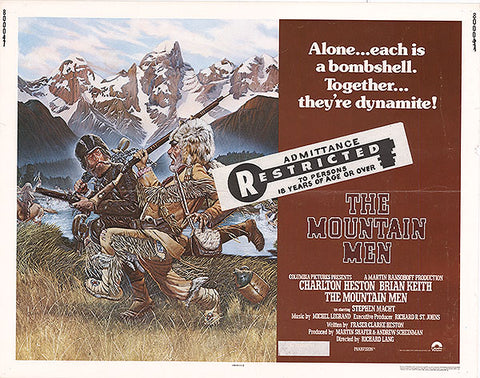 Alone...each is
a bombshell.
Together...
they're dynamite!
ADMITTANCE
RESTRICTED
TO PERSONS
18 YEARS OF AGE OR OVER
THE
MOUNTAIN
MEN
COLUMBIA PICTURES PRESENTS A MARTIN RANSOHOFF PRODUCTION
CHARLTON HESTON BRIAN KEITH
THE MOUNTAIN MEN
co-starring STEPHEN MACHT
Music by MICHEL LEGRAND Executive Producer RICHARD R. ST. JOHNS
Written by FRASER CLARKE HESTON
Produced by MARTIN SHAFER & ANDREW SCHEINMAN
Directed by RICHARD LANG
PANAVISION
800041